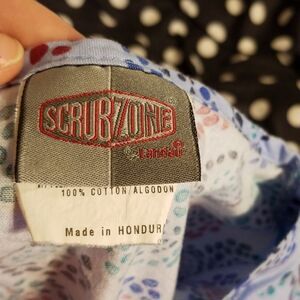 SCRUBZONE
Landau
100% COTTON/ALGODON
Made in HONDUR